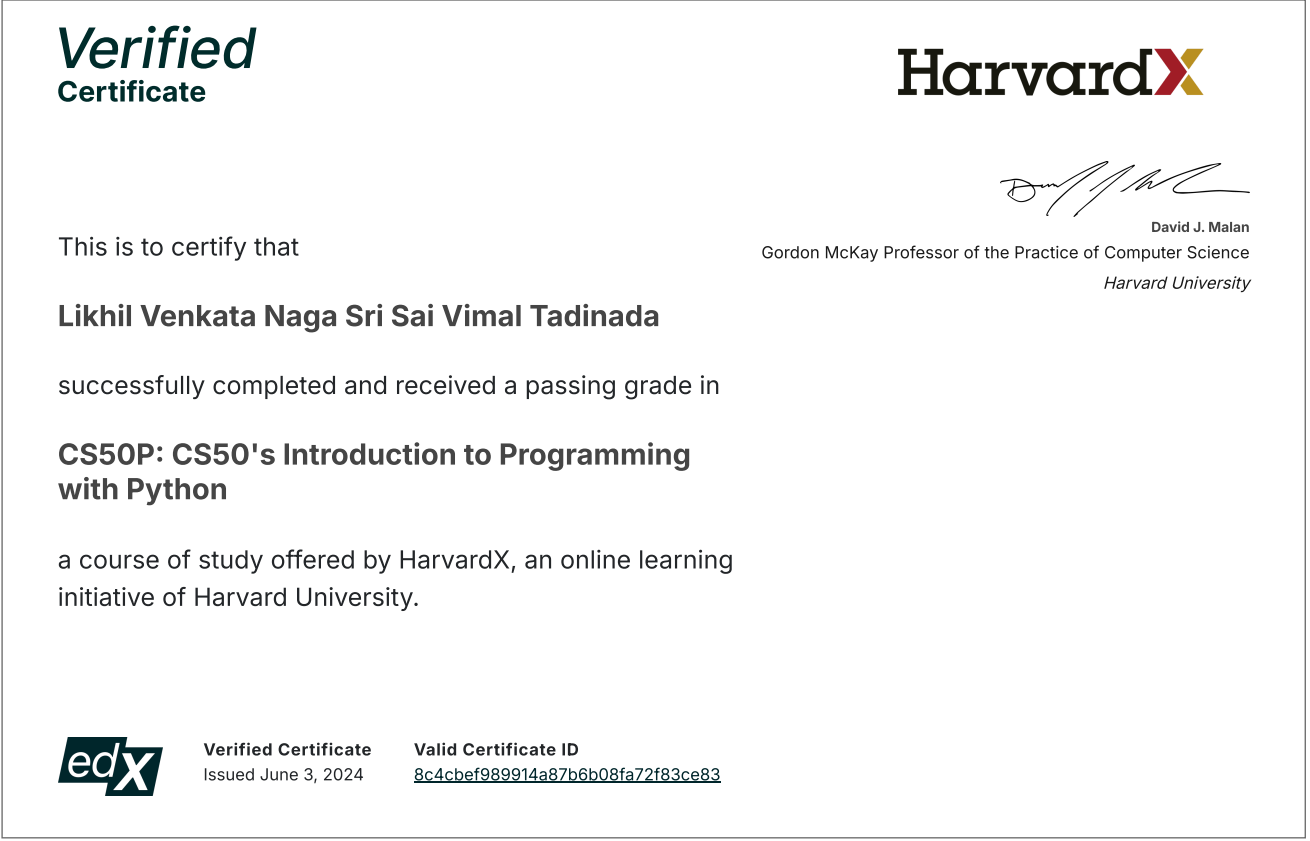 Verified
Certificate
HarvardX
David J. Malan
Gordon McKay Professor of the Practice of Computer Science
Harvard University
This is to certify that
Likhil Venkata Naga Sri Sai Vimal Tadinada
successfully completed and received a passing grade in
CS50P: CS50's Introduction to Programming
with Python
a course of study offered by HarvardX, an online learning
initiative of Harvard University.
edX
Verified Certificate
Issued June 3, 2024
Valid Certificate ID
8c4cbef989914a87b6b08fa72f83ce83